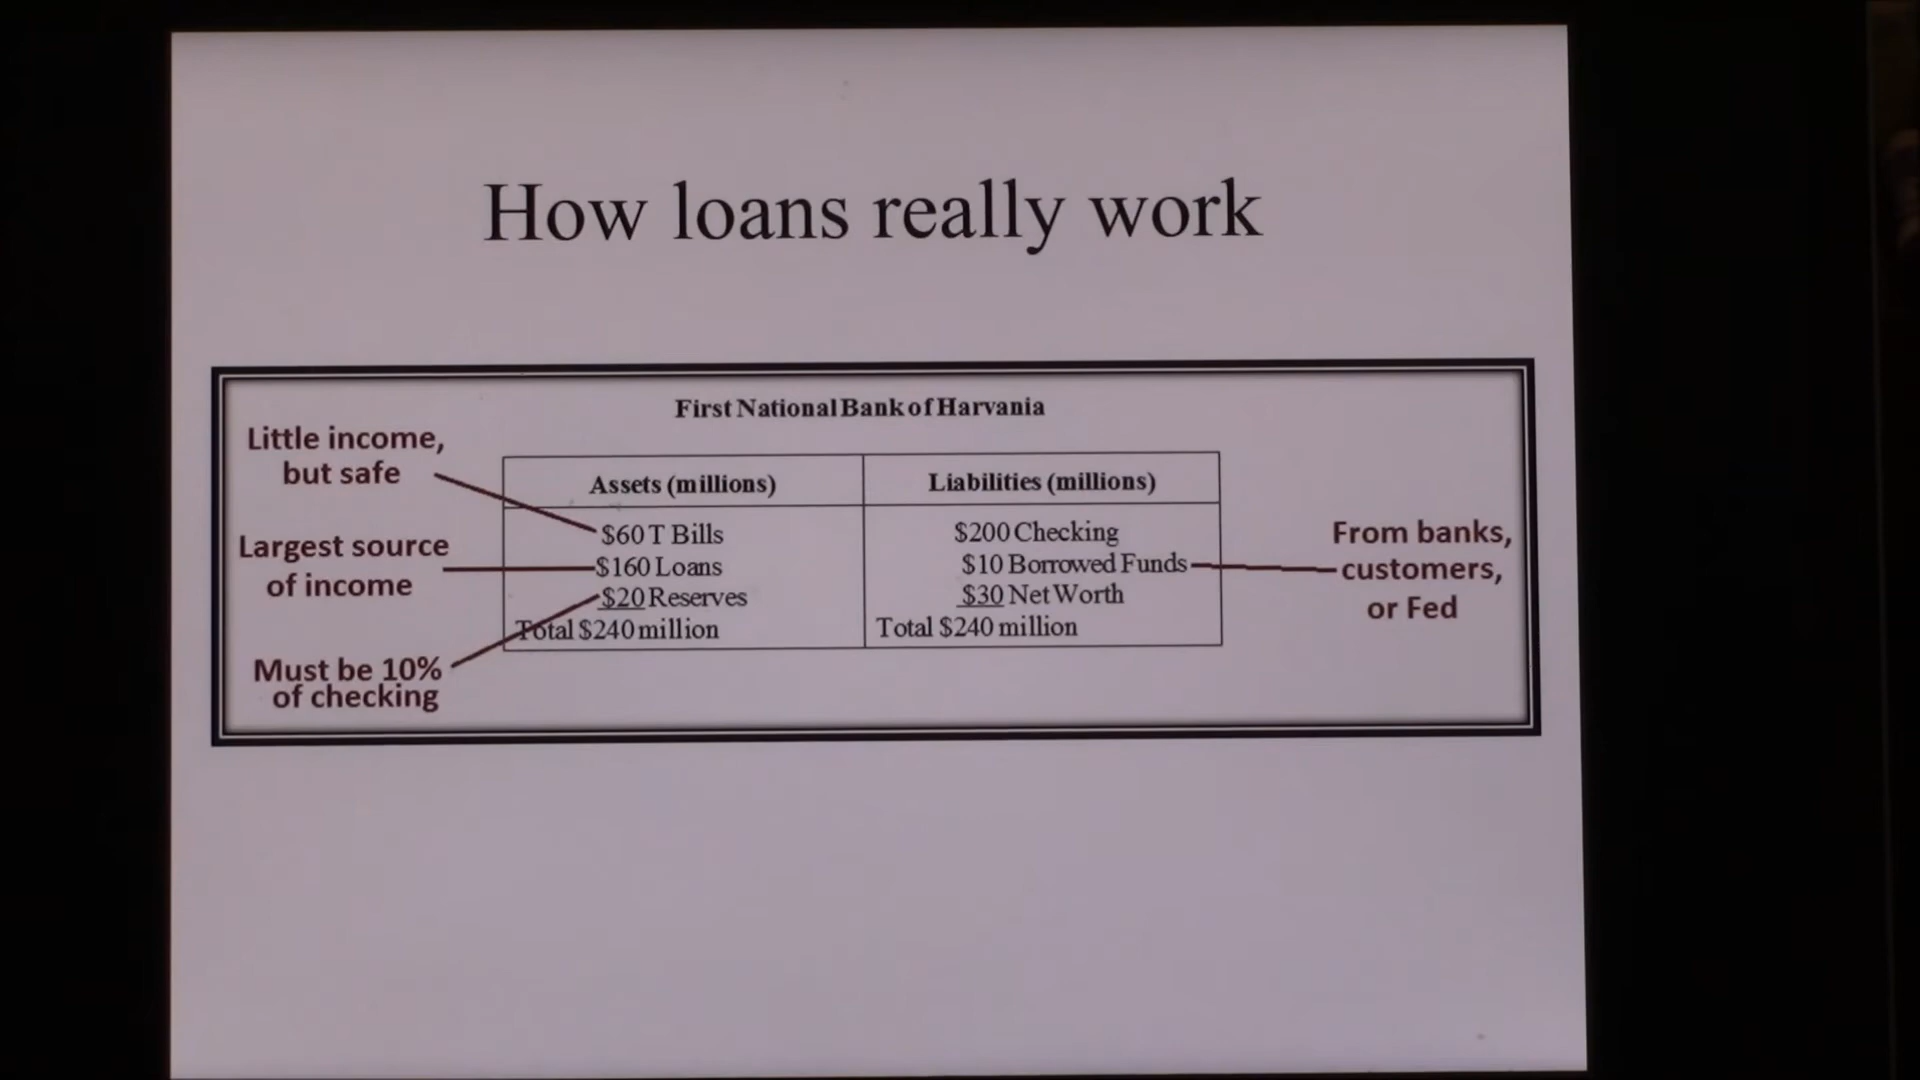 How loans really work
First National Bank of Harvania
Little income,
but safe
Largest source
of income
Must be 10%
of checking
Assets (millions)
$60 T Bills
$160 Loans
$20 Reserves
Total $240 million
Liabilities (millions)
$200 Checking
$10 Borrowed Funds
$30 Net Worth
Total $240 million
From banks,
customers,
or Fed